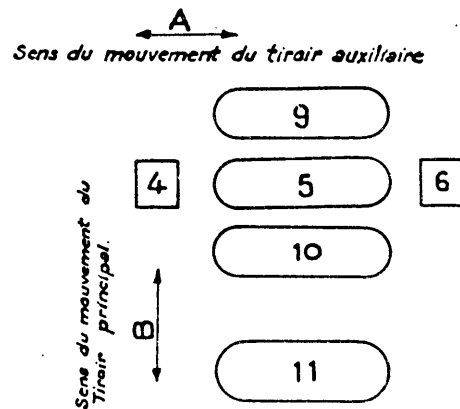 A
Sens du mouvement du tiroir auxiliaire
9
4 5 6
10
Sens du mouvement du
Tiroir principal.
B
11